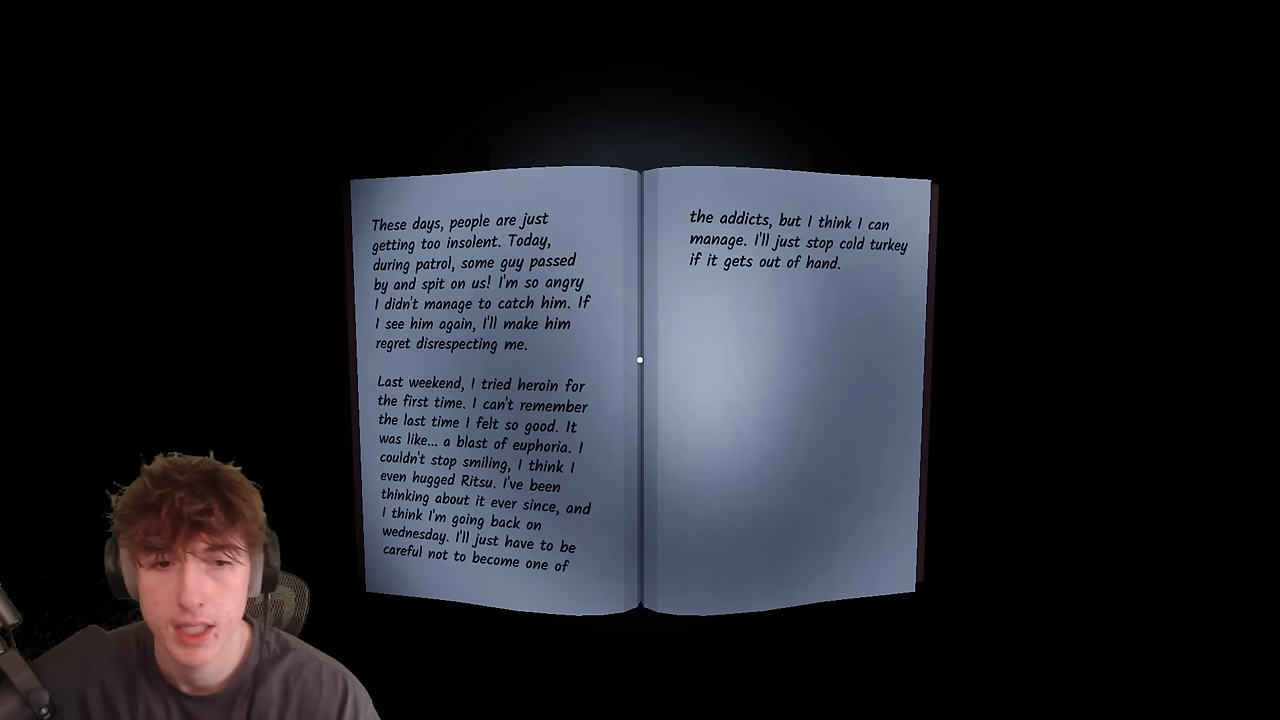 These days, people are just
getting too insolent. Today,
during patrol, some guy passed
by and spit on us! I'm so angry
I didn't manage to catch him. If
I see him again, I'll make him
regret disrespecting me.
Last weekend, I tried heroin for
the first time. I can't remember
the last time I felt so good. It
was like... a blast of euphoria. I
couldn't stop smiling, I think I
even hugged Ritsu. I've been
thinking about it ever since, and
I think I'm going back on
wednesday. I'll just have to be
careful not to become one of
the addicts, but I think I can
manage. I'll just stop cold turkey
if it gets out of hand.